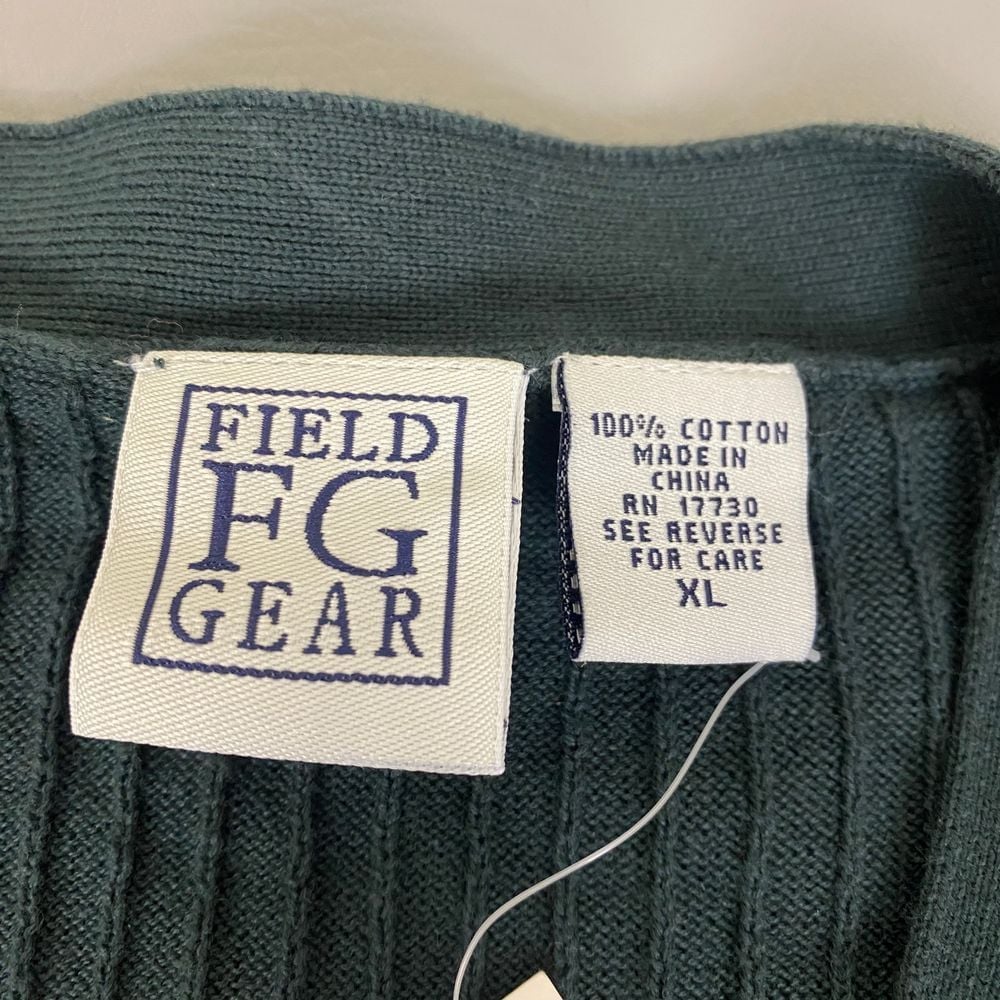 FIELD
FG
GEAR
100% COTTON
MADE IN
CHINA
RN 17730
SEE REVERSE
FOR CARE
XL